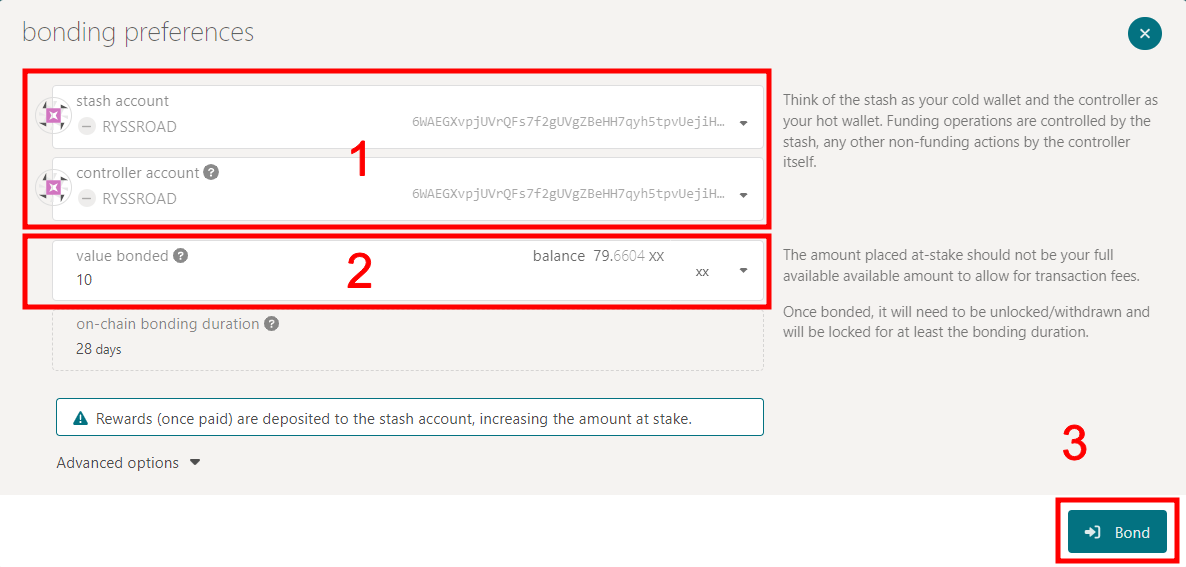 bonding preferences
stash account
RYSSROAD
6WAEGXvpjUVrQFs7f2gUVgZBeHH7qyh5tpvUejiH…
controller account ?
RYSSROAD
6WAEGXvpjUVrQFs7f2gUVgZBeHH7qyh5tpvUejiH…
1
Think of the stash as your cold wallet and the controller as
your hot wallet. Funding operations are controlled by the
stash, any other non-funding actions by the controller
itself.
value bonded ?
balance 79.6604 XX
10
xx
2
The amount placed at-stake should not be your full
available available amount to allow for transaction fees.
on-chain bonding duration ?
28 days
Once bonded, it will need to be unlocked/withdrawn and
will be locked for at least the bonding duration.
Rewards (once paid) are deposited to the stash account, increasing the amount at stake.
Advanced options
3
Bond